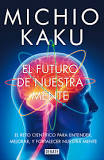 MICHIO
KAKU
EL FUTURO
DE NUESTRA
MENTE
EL RETO CIENTÍFICO PARA ENTENDER,
MEJORAR, Y FORTALECER NUESTRA MENTE
DEBATE